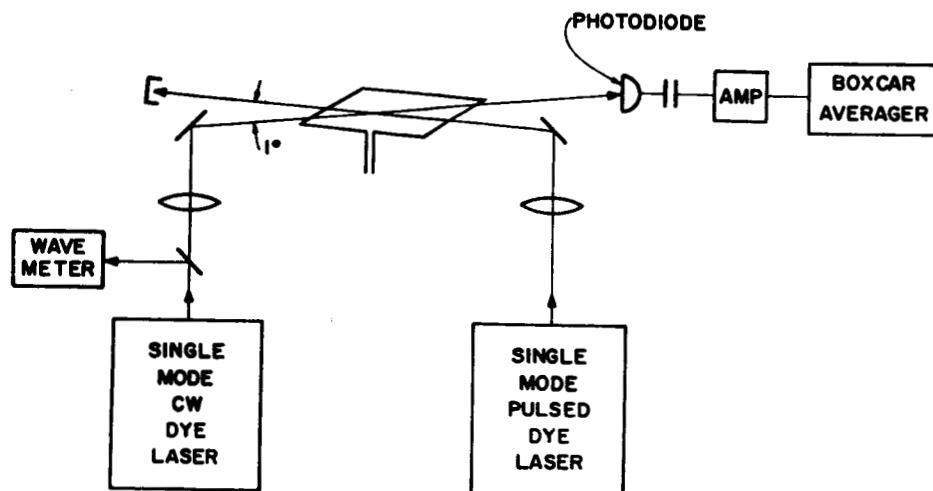 PHOTODIODE
AMP
BOXCAR
AVERAGER
1°
WAVE
METER
SINGLE
MODE
CW
DYE
LASER
SINGLE
MODE
PULSED
DYE
LASER